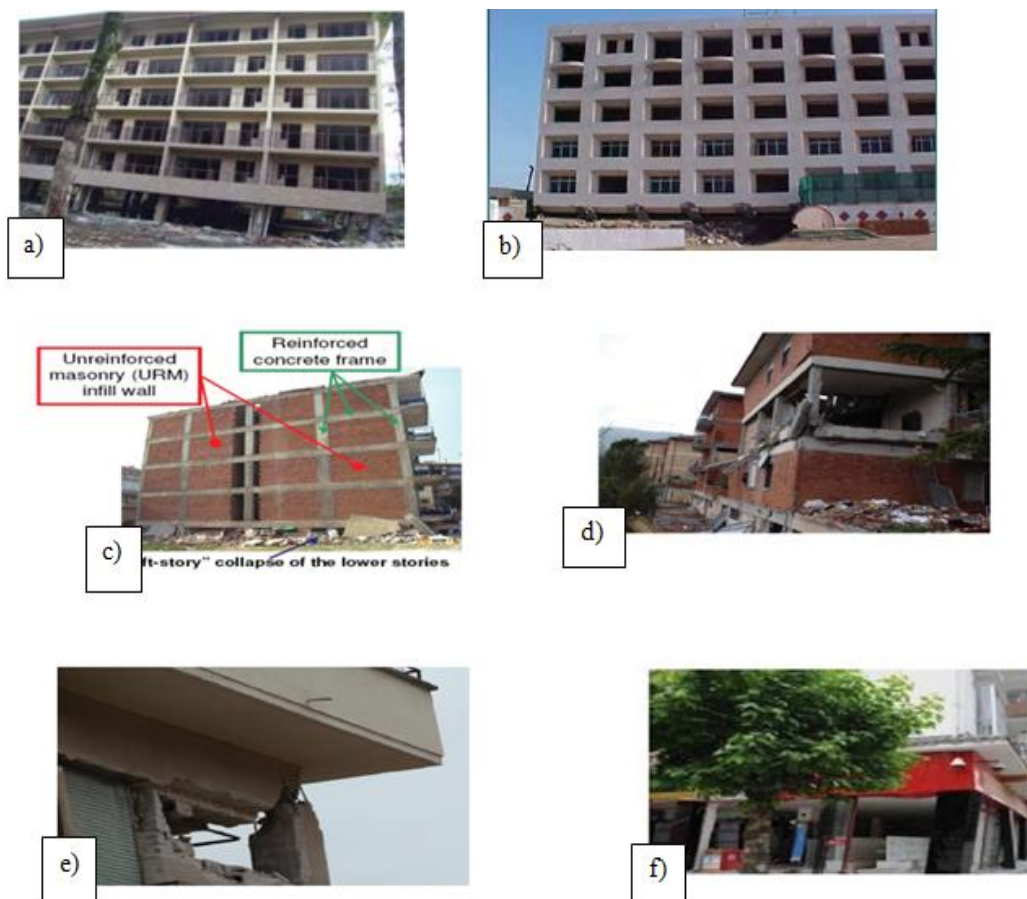 a)
b)
Unreinforced
masonry (URM)
infill wall
Reinforced
concrete frame
c)
ft-story" collapse of the lower stories
d)
e)
f)